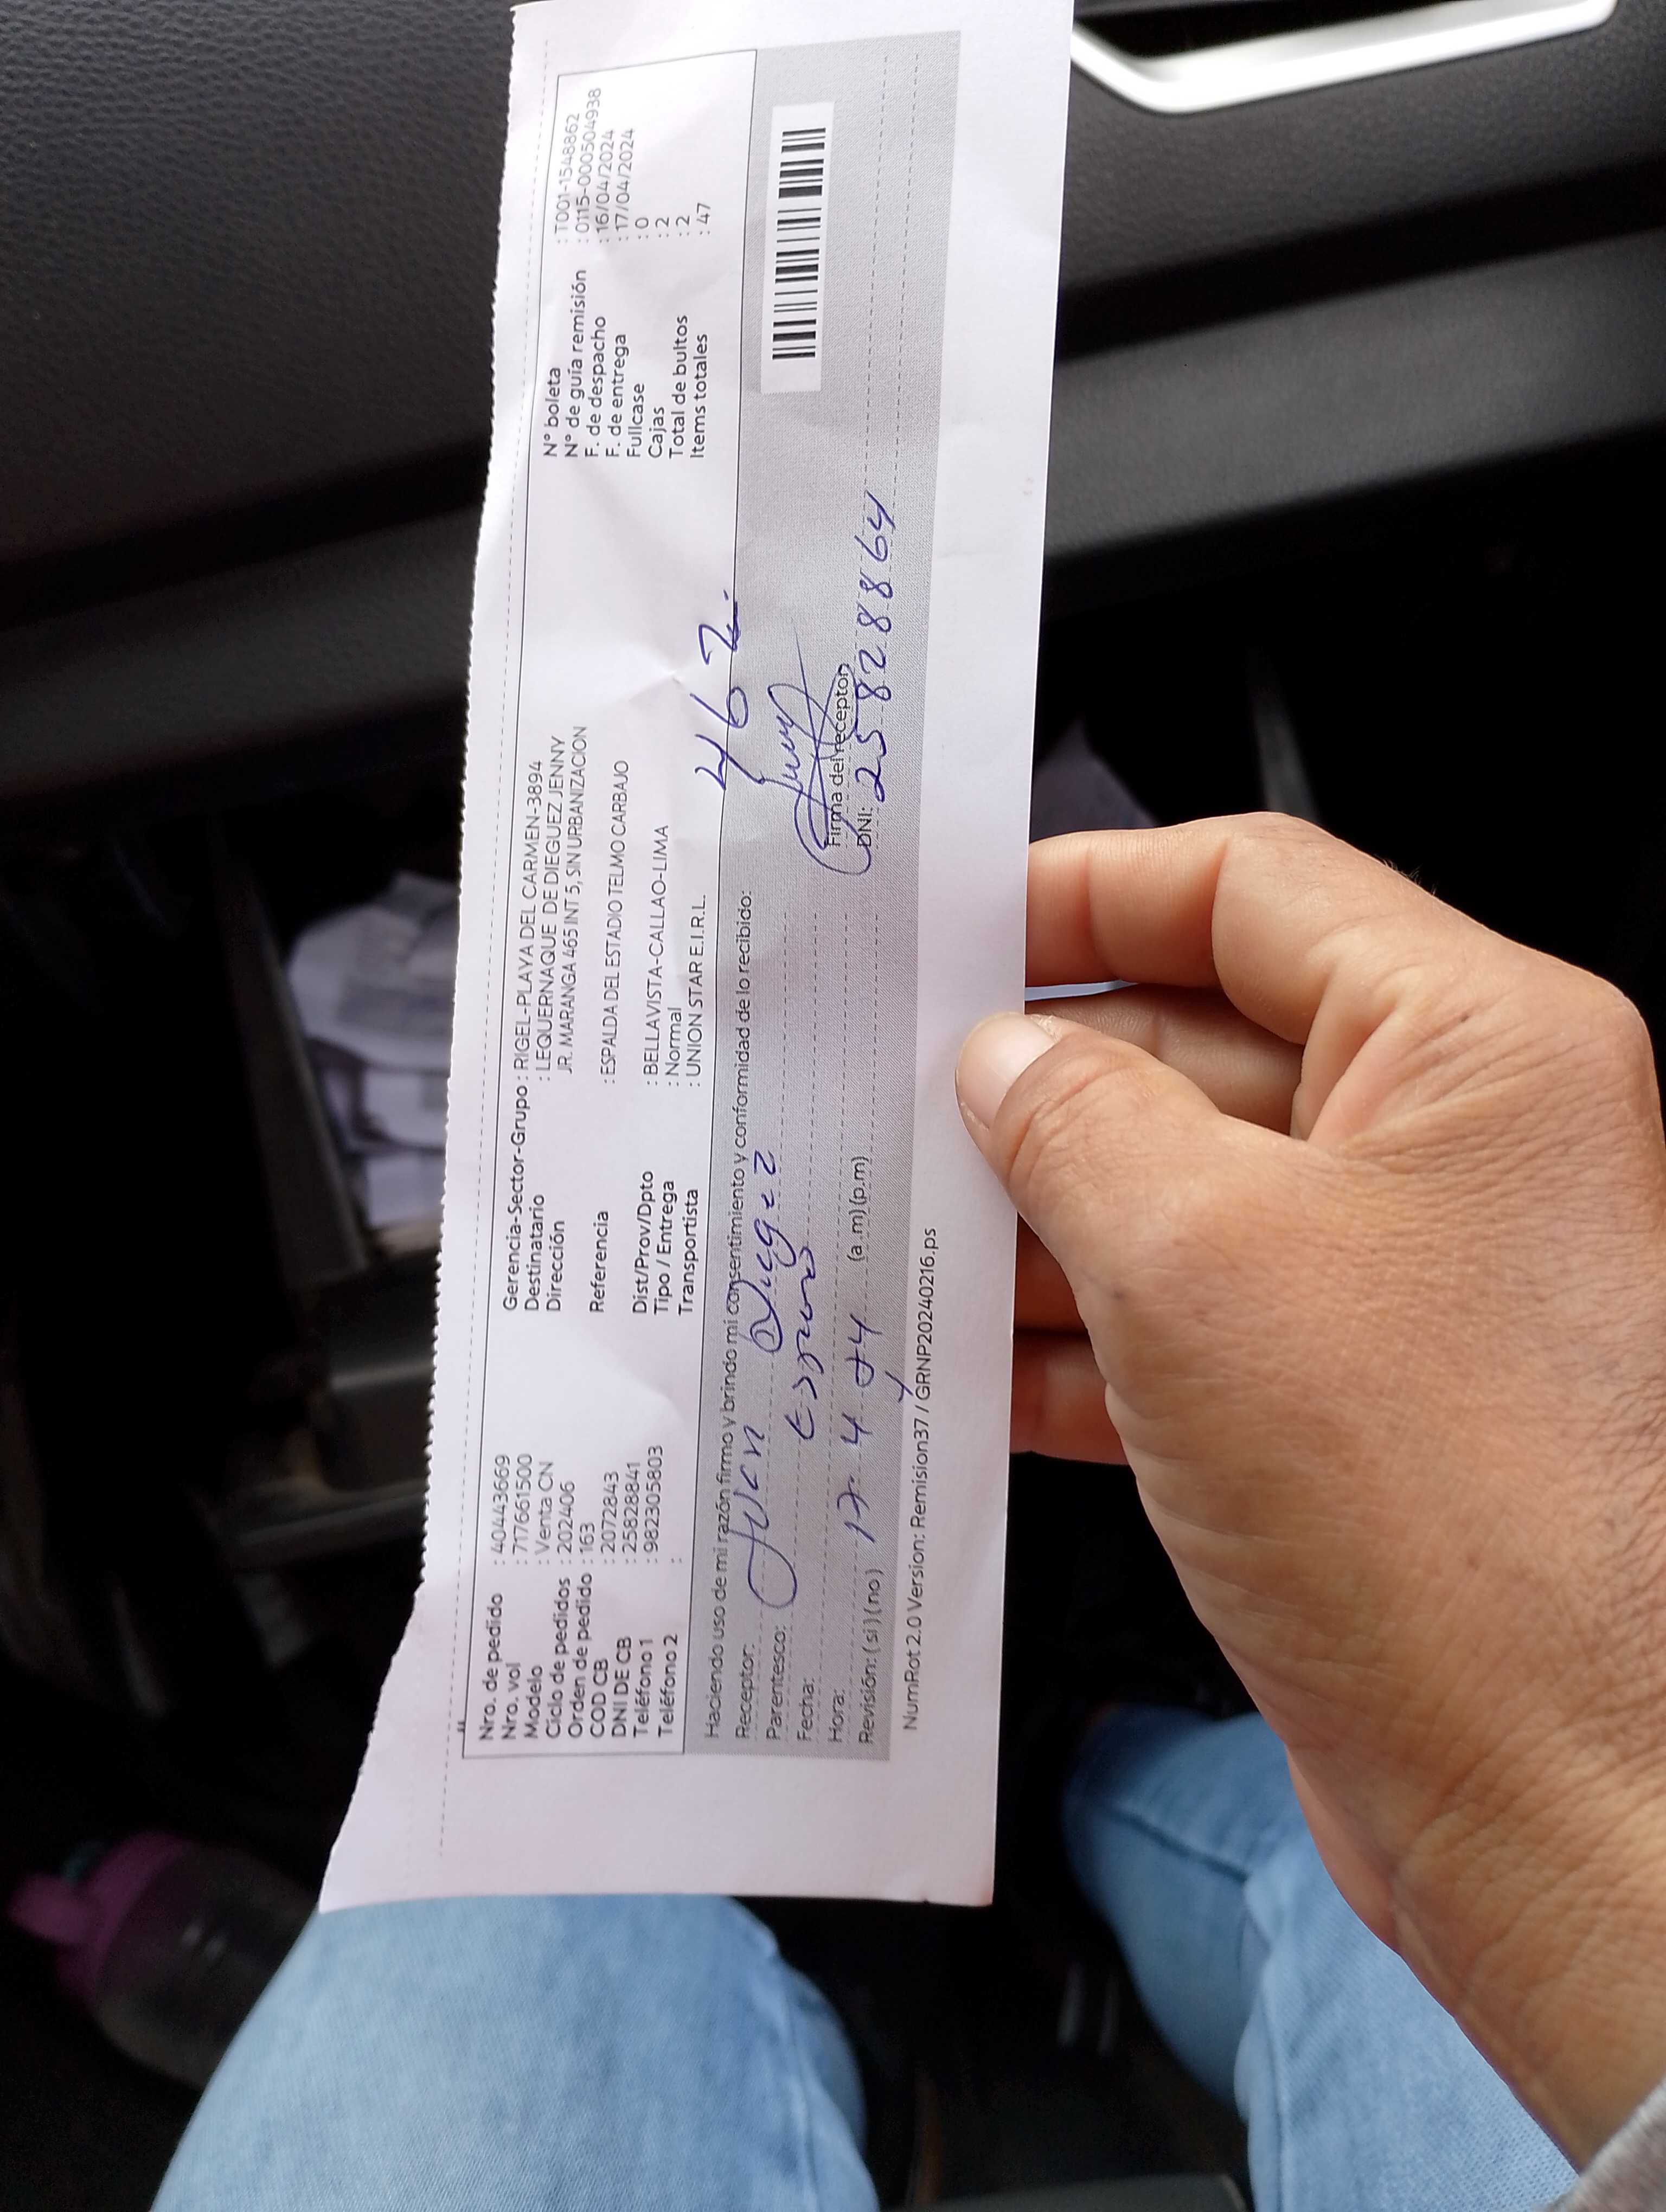 Nro. de pedido : 40443669
Nro. vol : 717661500
Modelo : Venta CN
Ciclo de pedidos : 202406
Orden de pedido : 163
COD CB : 2072843
DNI DE CB : 25828841
Teléfono 1 : 982305803
Teléfono 2 :
Gerencia-Sector-Grupo : RIGEL-PLAYA DEL CARMEN-3894
Destinatario : LEQUERNAQUE DE DIEGUEZ JENNY
Dirección JR. MARANGA 465 INT 5, SIN URBANIZACION
Referencia : ESPALDA DEL ESTADIO TELMO CARBAJO
Dist/Prov/Dpto : BELLAVISTA-CALLAO-LIMA
Tipo / Entrega : Normal
Transportista : UNION STAR E.I.R.L.
N° boleta : T001-1548862
N° de guía remisión : 0115-000504938
F. de despacho : 16/04/2024
F. de entrega : 17/04/2024
Fullcase : 0
Cajas : 2
Total de bultos : 2
Items totales : 47
Haciendo uso de mi razón firmo y brindo mi consentimiento y conformidad de lo recibido:
Receptor: Juan
Parentesco: Esposo
Fecha: 17-4
Hora: (a.m) (p.m)
Revisión: (si) (no)
Firma del receptor
DNI: 25828864
NumRot 2.0 Version: Remision37 / GRNP20240216.ps